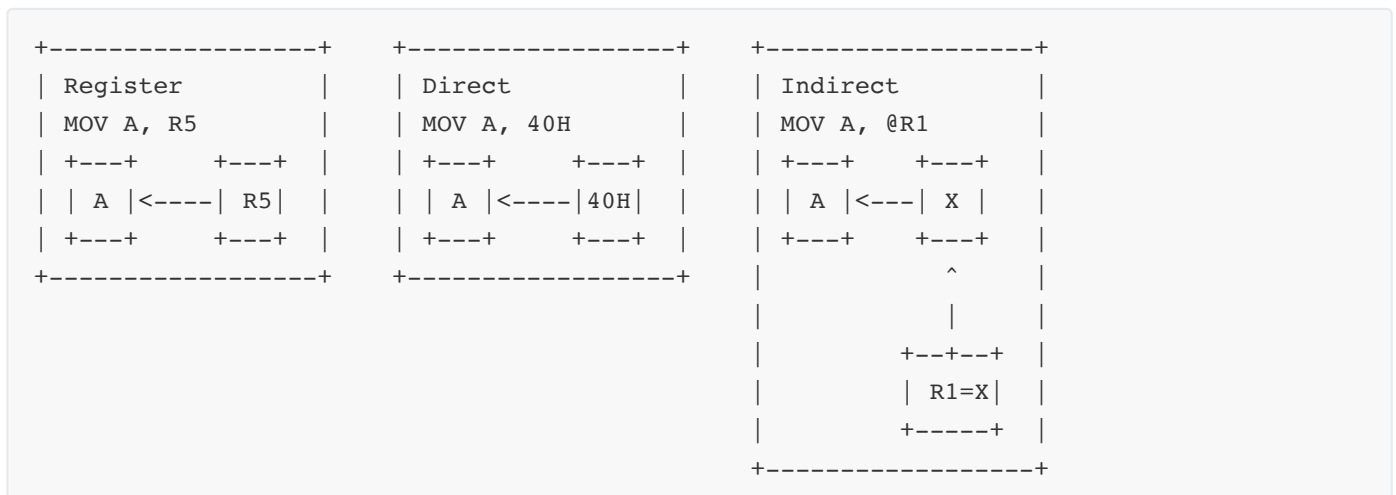 +------------------+    +------------------+    +------------------+
| Register         |    | Direct           |    | Indirect         |
| MOV A, R5        |    | MOV A, 40H       |    | MOV A, @R1       |
| +---+     +---+  |    | +---+     +---+  |    | +---+    +---+   |
| | A |<----| R5|  |    | | A |<----|40H|  |    | | A |<---| X |   |
| +---+     +---+  |    | +---+     +---+  |    | +---+    +---+   |
+------------------+    +------------------+    |            ^     |
                                                |            |     |
                                                |         +--+--+  |
                                                |         | R1=X|  |
                                                |         +-----+  |
                                                +------------------+